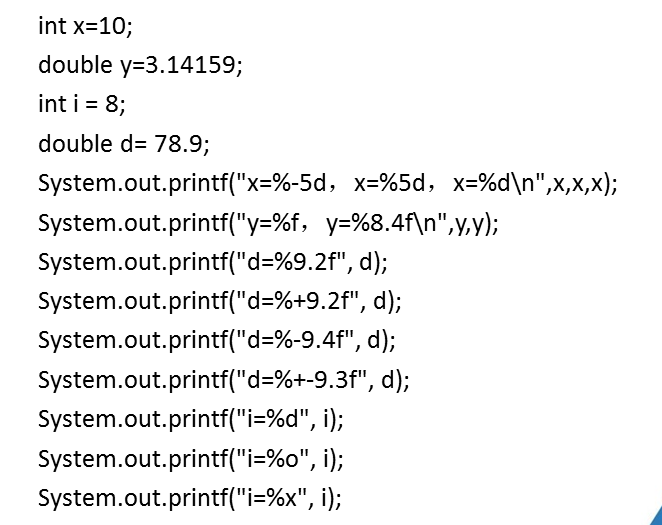 int x=10;
double y=3.14159;
int i = 8;
double d= 78.9;
System.out.printf("x=%-5d，x=%5d，x=%d\n",x,x,x);
System.out.printf("y=%f，y=%8.4f\n",y,y);
System.out.printf("d=%9.2f", d);
System.out.printf("d=%+9.2f", d);
System.out.printf("d=%-9.4f", d);
System.out.printf("d=%+-9.3f", d);
System.out.printf("i=%d", i);
System.out.printf("i=%o", i);
System.out.printf("i=%x", i);